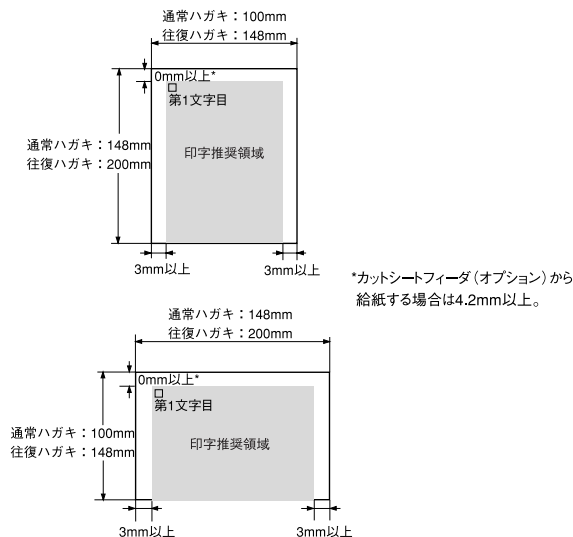 通常ハガキ：100mm
往復ハガキ：148mm
0mm以上*
第1文字目
通常ハガキ：148mm
往復ハガキ：200mm
印字推奨領域
3mm以上
3mm以上
*カットシートフィーダ（オプション）から
給紙する場合は4.2mm以上。
通常ハガキ：148mm
往復ハガキ：200mm
0mm以上*
第1文字目
通常ハガキ：100mm
往復ハガキ：148mm
印字推奨領域
3mm以上
3mm以上